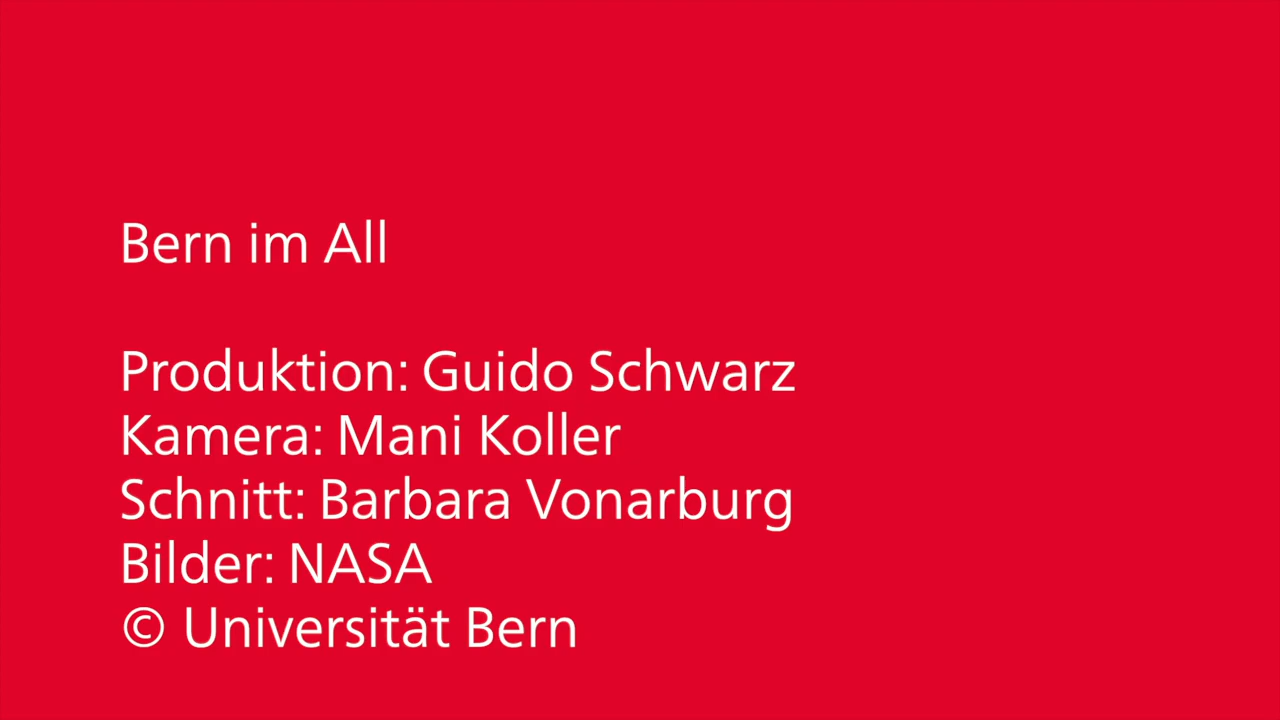 Bern im All
Produktion: Guido Schwarz
Kamera: Mani Koller
Schnitt: Barbara Vonarburg
Bilder: NASA
© Universität Bern